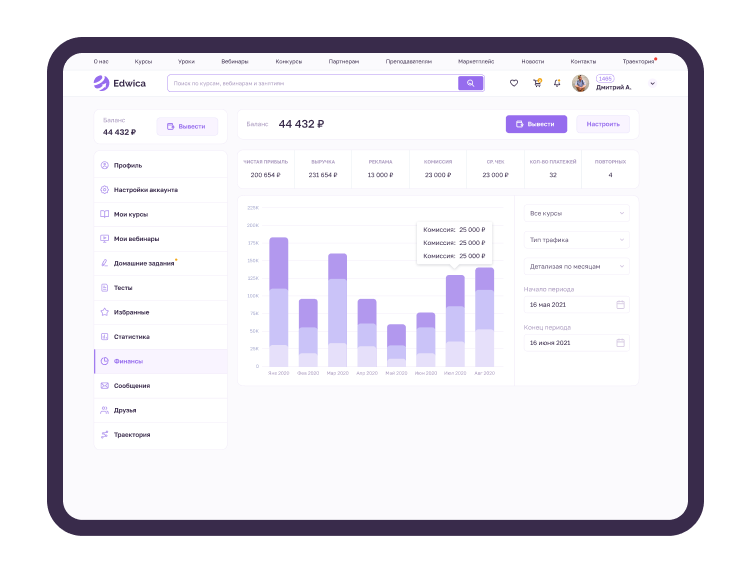 О нас Курсы Уроки Вебинары Конкурсы Партнерам Преподавателям Маркетплейс Новости Контакты Траектория
Edwica
Поиск по курсам, вебинарам и занятиям
1405
Дмитрий А.
Баланс
44 432 ₽
Вывести
Профиль
Настройки аккаунта
Мои курсы
Мои вебинары
Домашние задания
Тесты
Избранные
Статистика
Финансы
Сообщения
Друзья
Траектория
Баланс 44 432 ₽
Вывести
Настроить
ЧИСТАЯ ПРИБЫЛЬ ВЫРУЧКА РЕКЛАМА КОМИССИЯ СР. ЧЕК КОЛ-ВО ПЛАТЕЖЕЙ ПОВТОРНЫХ
200 654 ₽ 231 654 ₽ 13 000 ₽ 23 000 ₽ 23 000 ₽ 32 4
225K
200K
175K
150K
125K
100K
75K
50K
25K
0
Комиссия: 25 000 ₽
Комиссия: 25 000 ₽
Комиссия: 25 000 ₽
Янв 2020 Фев 2020 Мар 2020 Апр 2020 Май 2020 Июн 2020 Июл 2020 Авг 2020
Все курсы
Тип трафика
Детализая по месяцам
Начало периода
16 мая 2021
Конец периода
16 июня 2021